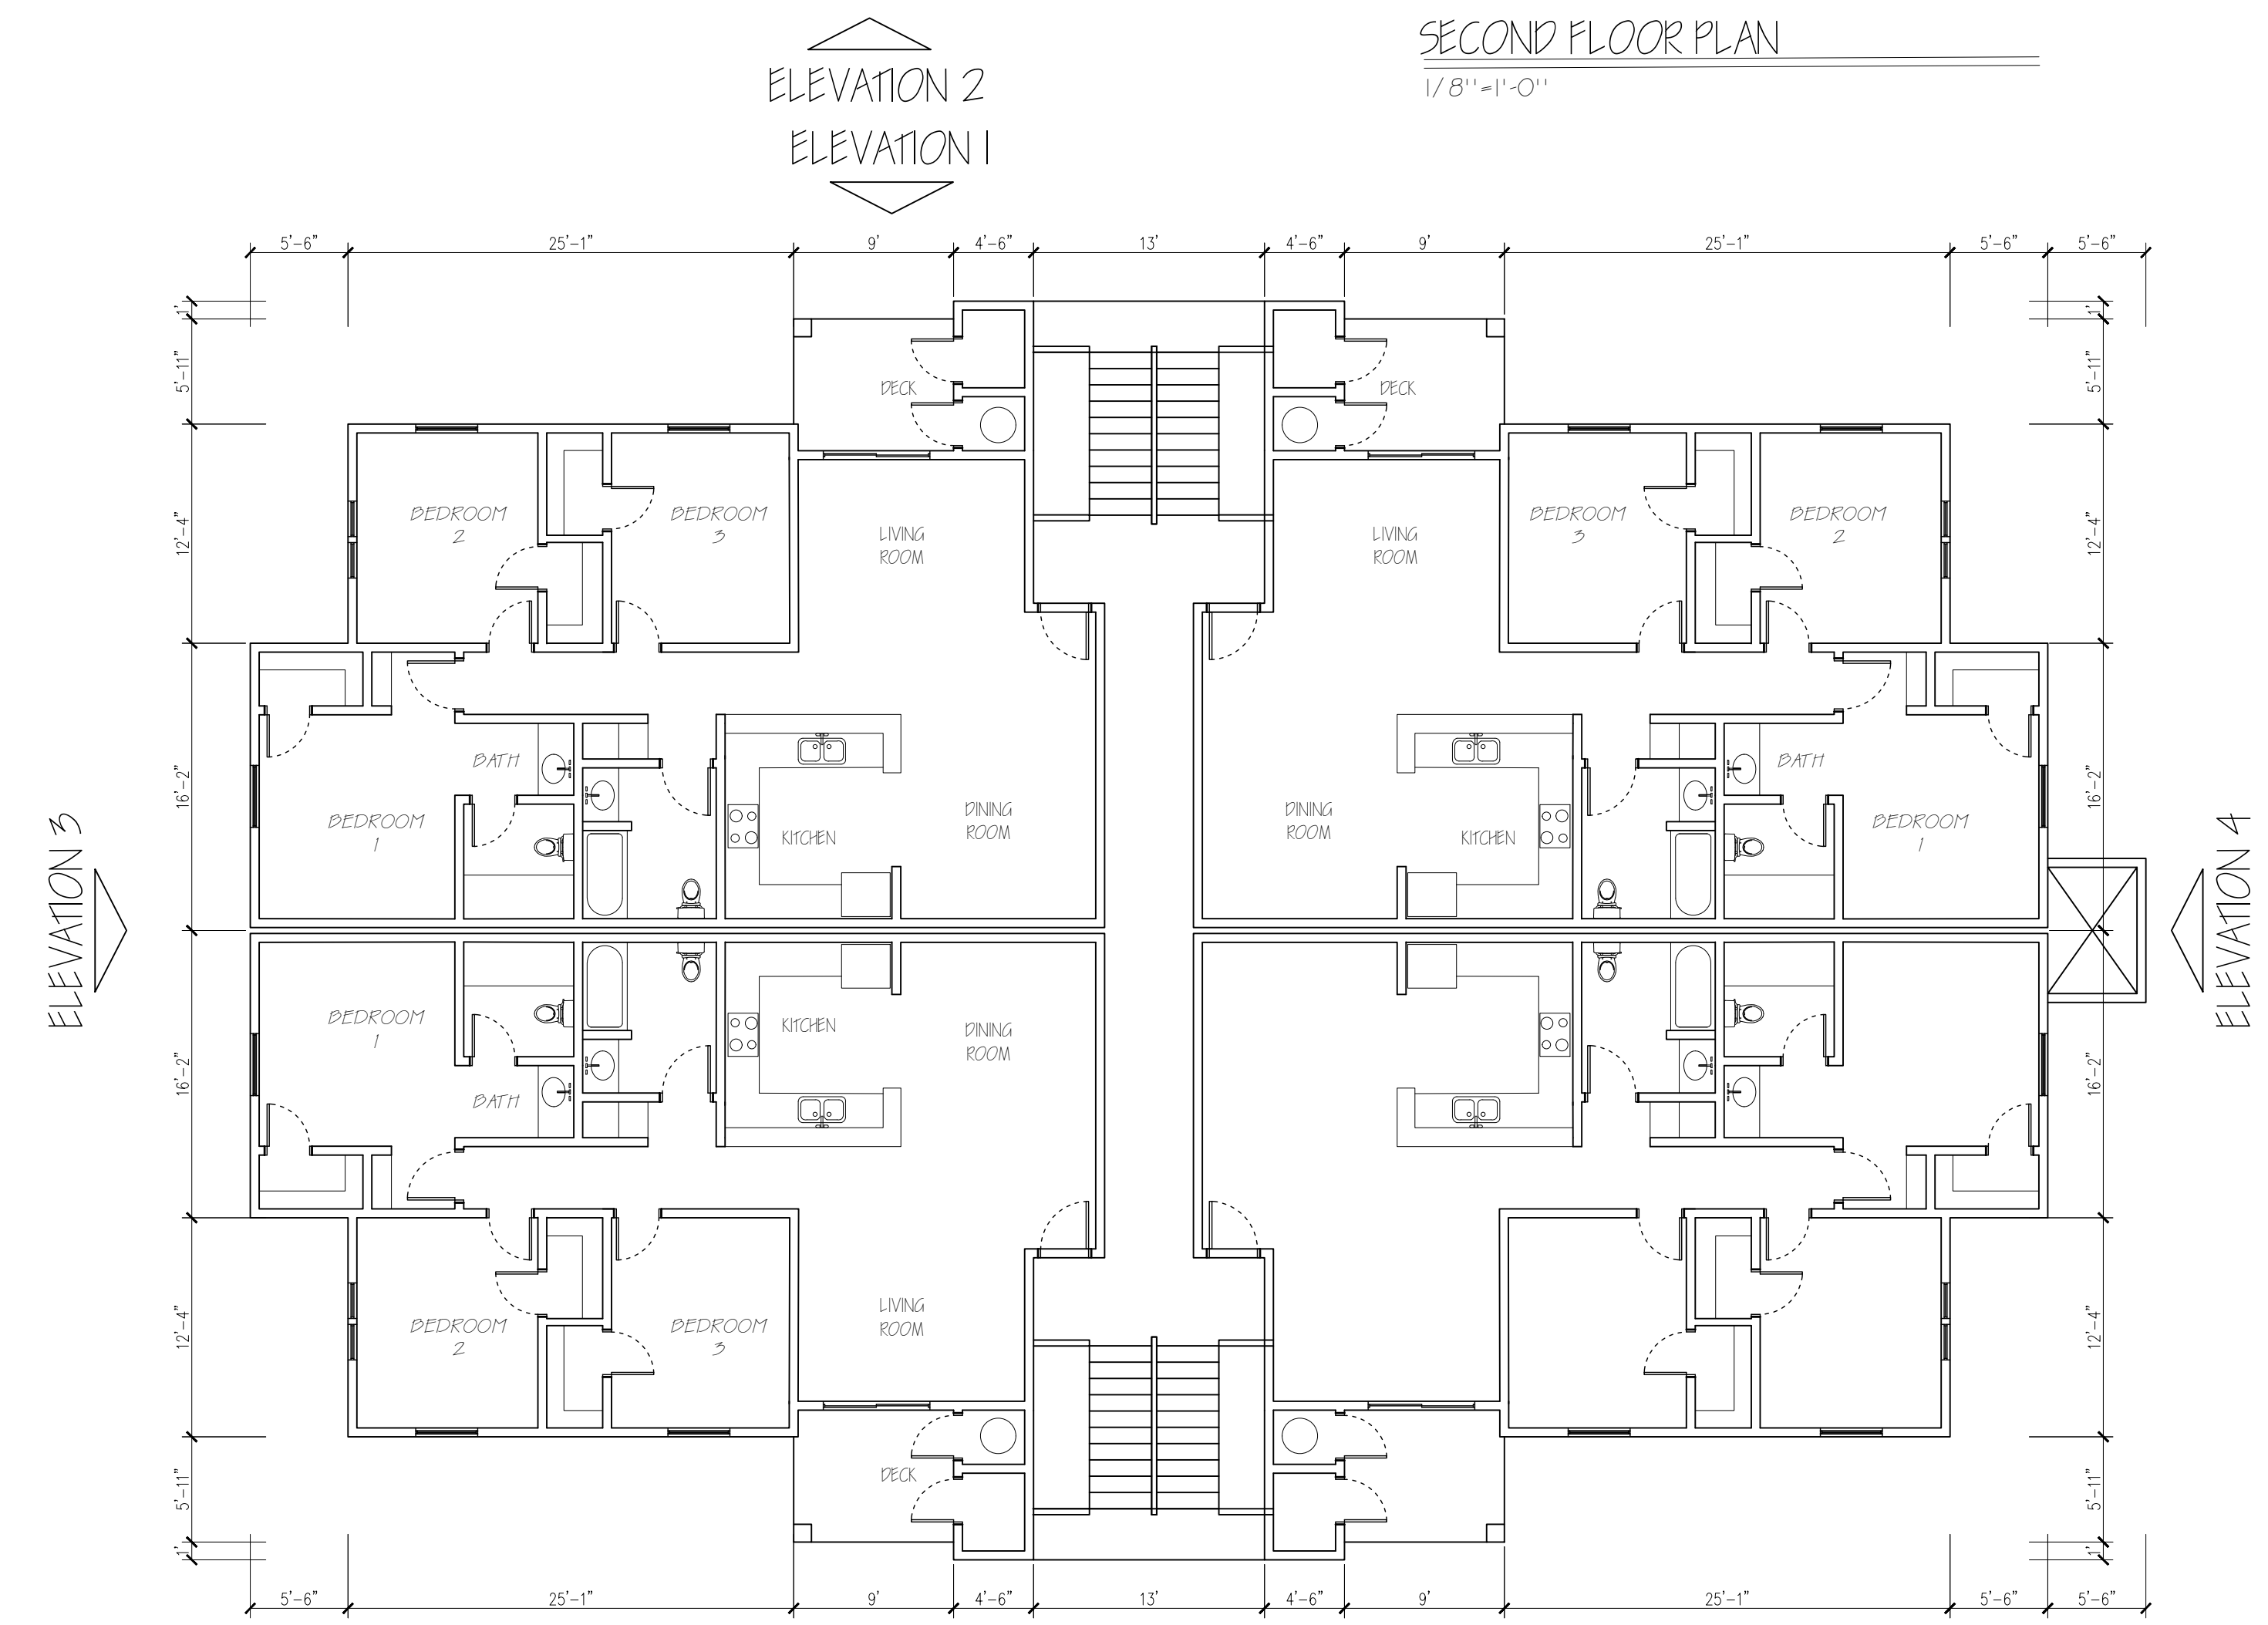 SECOND FLOOR PLAN
1/8''=1'-0''
ELEVATION 2
ELEVATION 1
5'-6" 25'-1" 9' 4'-6" 13' 4'-6" 9' 25'-1" 5'-6" 5'-6"
1' 1'
5'-11" 5'-11"
DECK DECK
BEDROOM BEDROOM BEDROOM BEDROOM
2 3 3 2
12'-4" 12'-4"
LIVING LIVING
ROOM ROOM
BATH BATH
16'-2" 16'-2"
DINING DINING
ROOM ROOM
BEDROOM BEDROOM
1 1
KITCHEN KITCHEN
ELEVATION 3
ELEVATION 4
BEDROOM
1
KITCHEN
DINING
ROOM
16'-2" 16'-2"
BATH
LIVING
ROOM
BEDROOM BEDROOM
2 3
12'-4" 12'-4"
DECK
5'-11" 5'-11"
1' 1'
5'-6" 25'-1" 9' 4'-6" 13' 4'-6" 9' 25'-1" 5'-6" 5'-6"